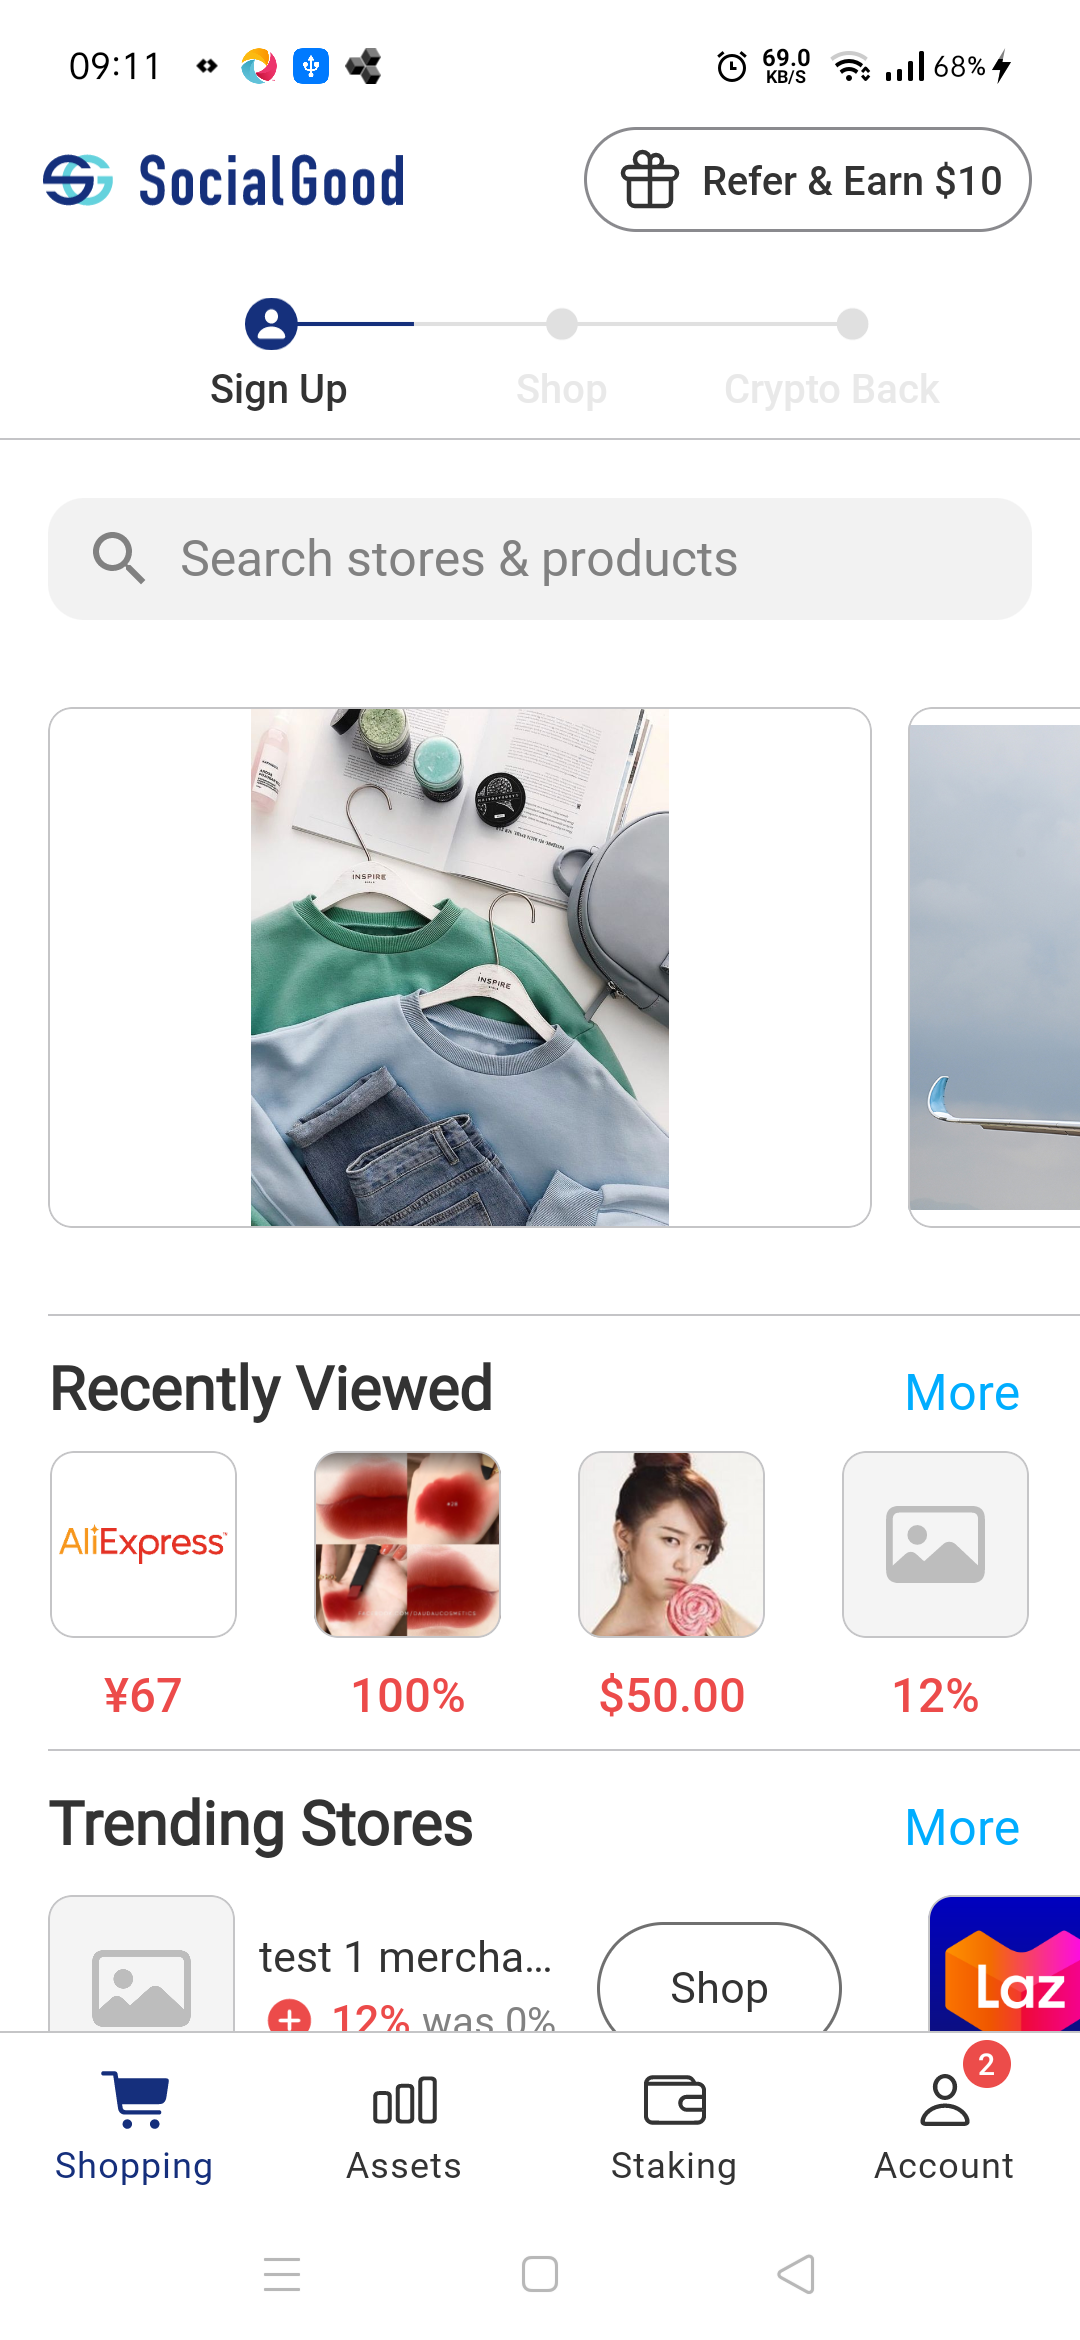 09:11
69.0
KB/S
68%
SocialGood
Refer & Earn $10
Sign Up
Shop
Crypto Back
Search stores & products
INSPIRE
INSPIRE
Recently Viewed
More
AliExpress
¥67
100%
$50.00
12%
Trending Stores
More
test 1 mercha...
12% was 0%
Shop
Laz
2
Shopping
Assets
Staking
Account